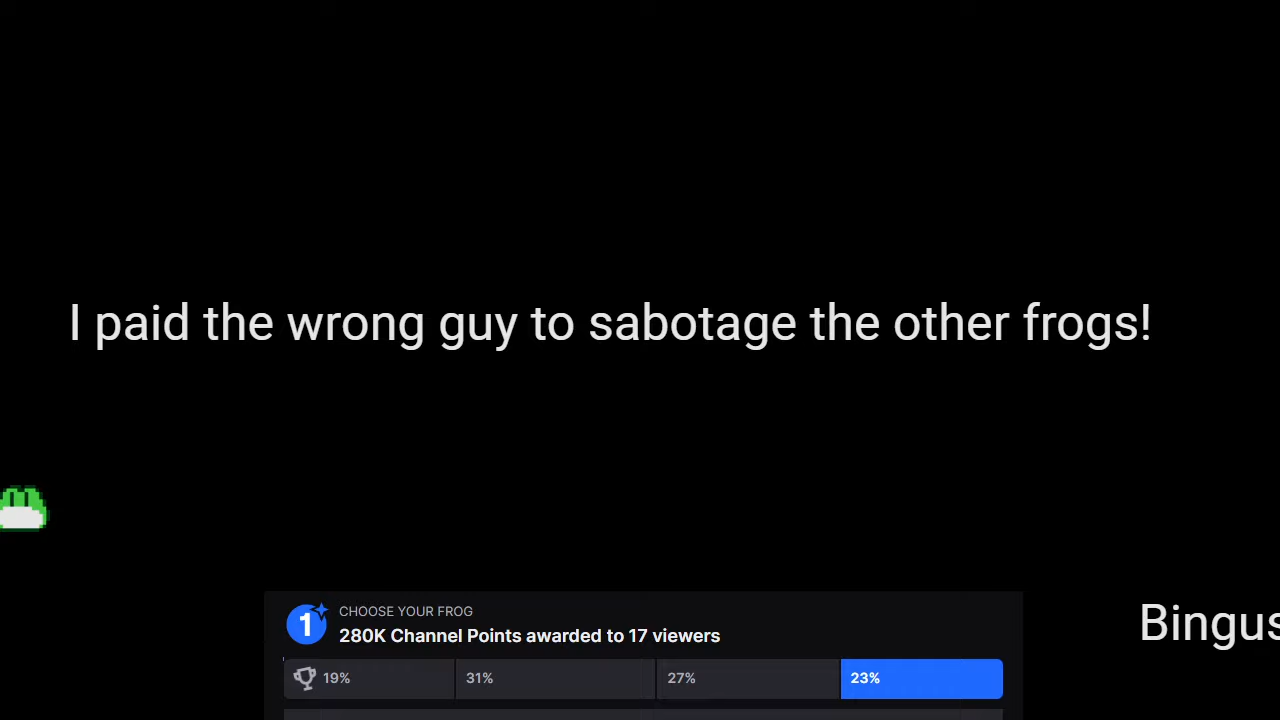 I paid the wrong guy to sabotage the other frogs!
CHOOSE YOUR FROG
1
280K Channel Points awarded to 17 viewers
Bingus
19%
31%
27%
23%